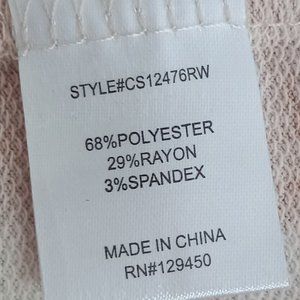 STYLE#CS12476RW
68%POLYESTER
29%RAYON
3%SPANDEX
MADE IN CHINA
RN#129450